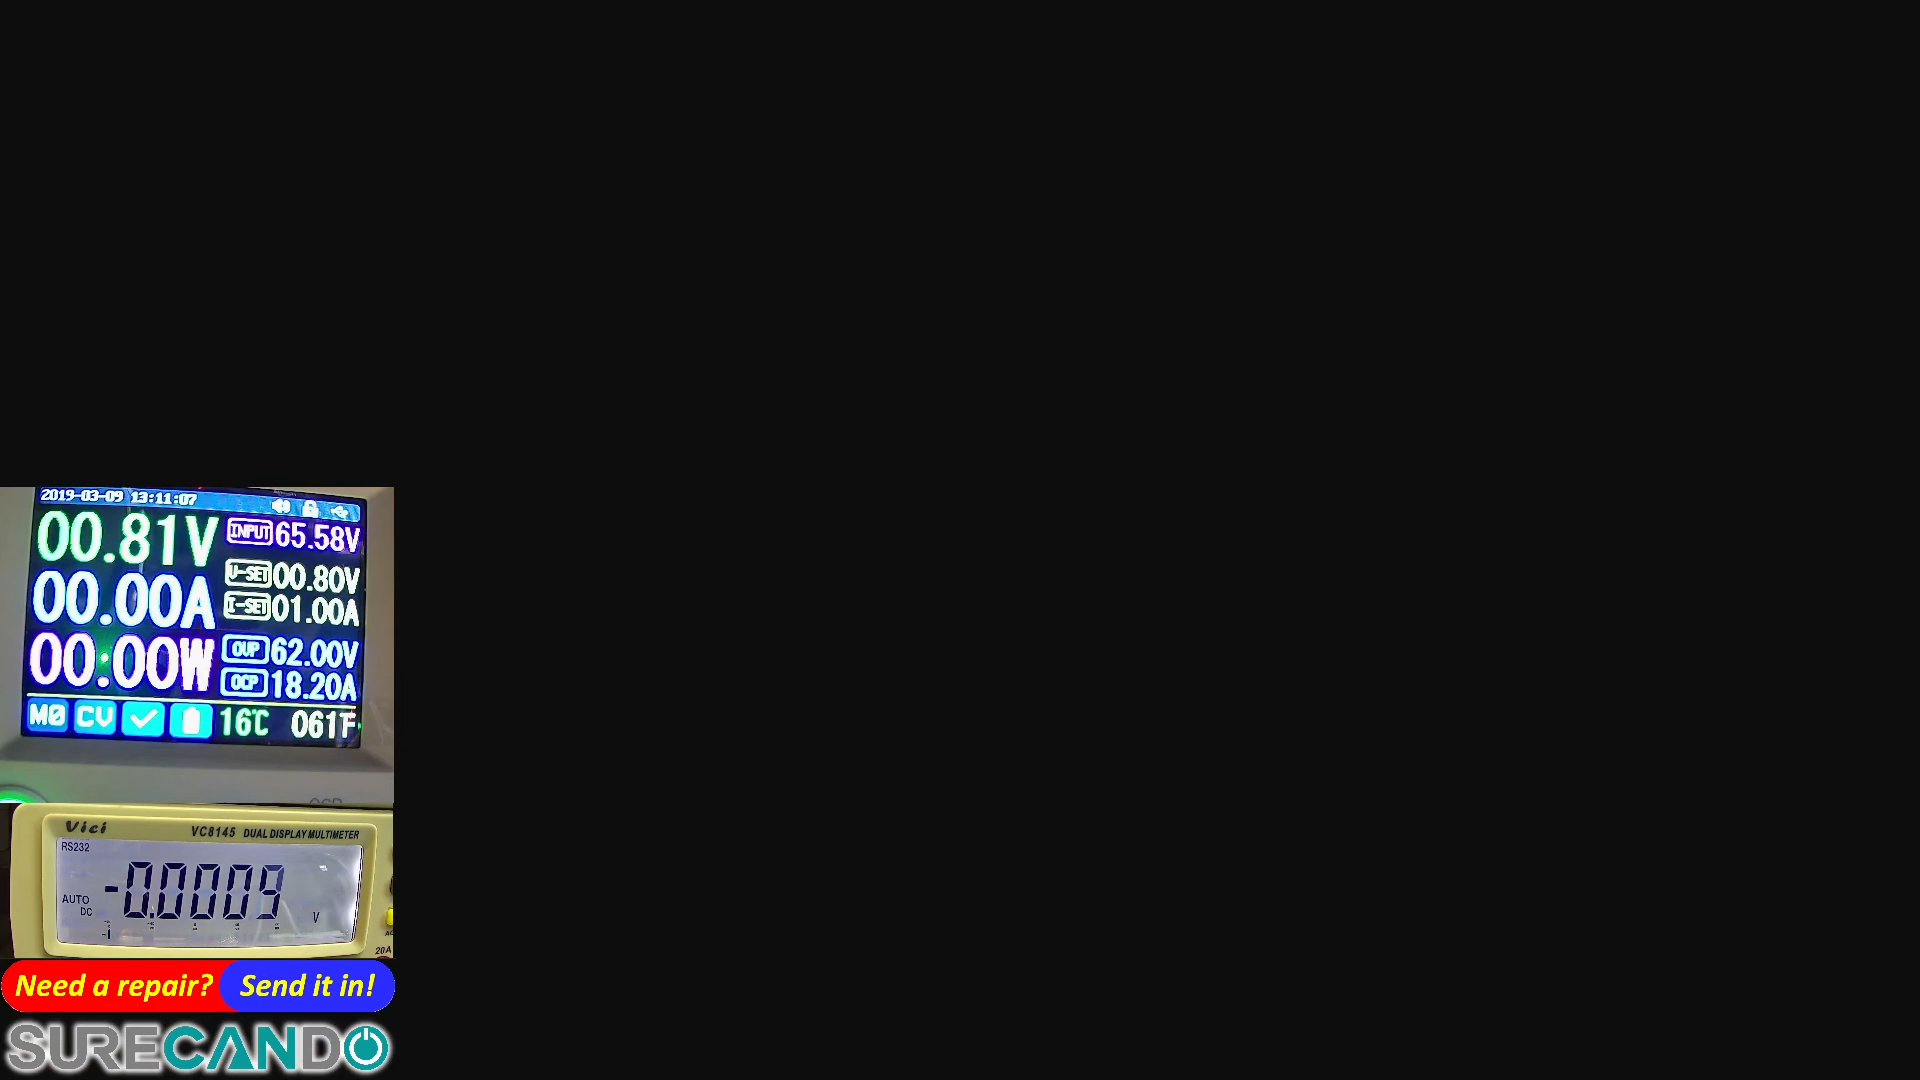 2019-03-09 13:11:07
00.81V
INPUT 65.58V
V-SET 00.80V
00.00A
I-SET 01.00A
00.00W
OVP 62.00V
OCP 18.20A
M0 CV 16℃ 061F
OCP
Vici VC8145 DUAL DISPLAY MULTIMETER
RS232
-0.0009
AUTO
DC
V
20A
Need a repair? Send it in!
SURECANDO